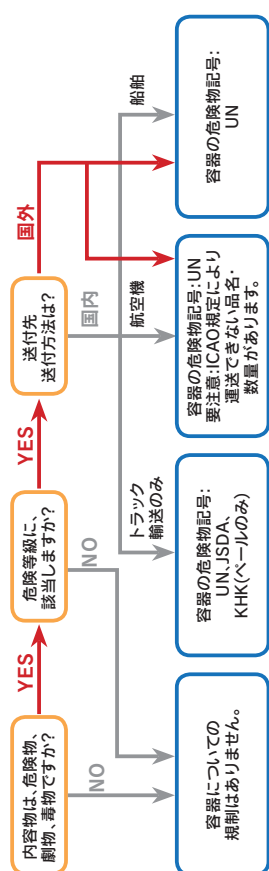 内容物は、危険物、
劇物、毒物ですか?
YES
NO
危険等級に、
該当しますか?
YES
NO
送付先
送付方法は?
国外
国内
トラック
輸送のみ
航空機
船舶
容器についての
規制はありません。
容器の危険物記号:
UN、JSDA、
KHK(ペールのみ)
容器の危険物記号:UN
要注意:ICAO規定により
運送できない品名・
数量があります。
容器の危険物記号:
UN